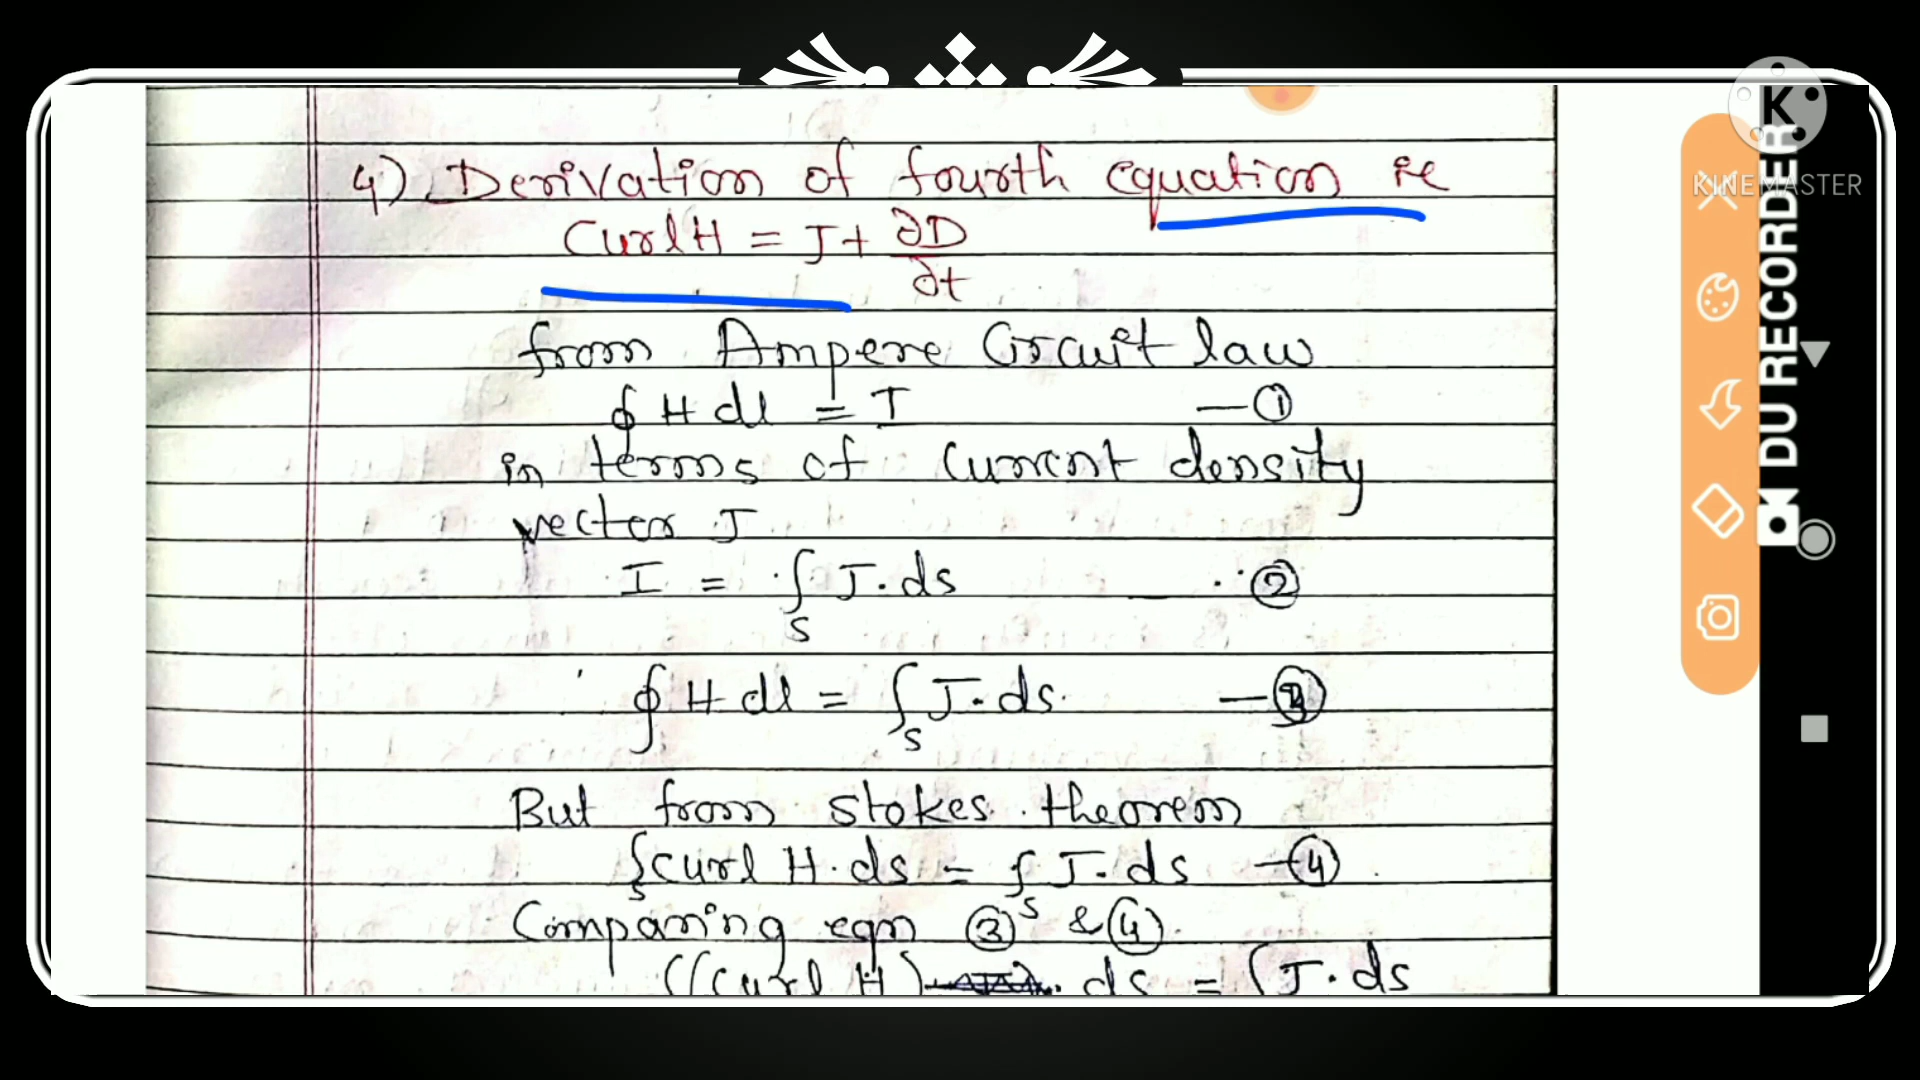 4) Derivation of fourth equation ie
Curl H = J + ∂D/∂t
from Ampere Circuit law
∮ H dl = I — ①
in terms of Current density
vector J
I = ∫S J. ds ②
∮ H dl = ∫S J. ds. — ③
But from stokes theorem
∫S curl H. ds = ∫S J. ds — ④
Comparing eqn ③ & ④
∫(curl H) . ds = ∫J. ds
KINEMASTER
K
DU RECORDER